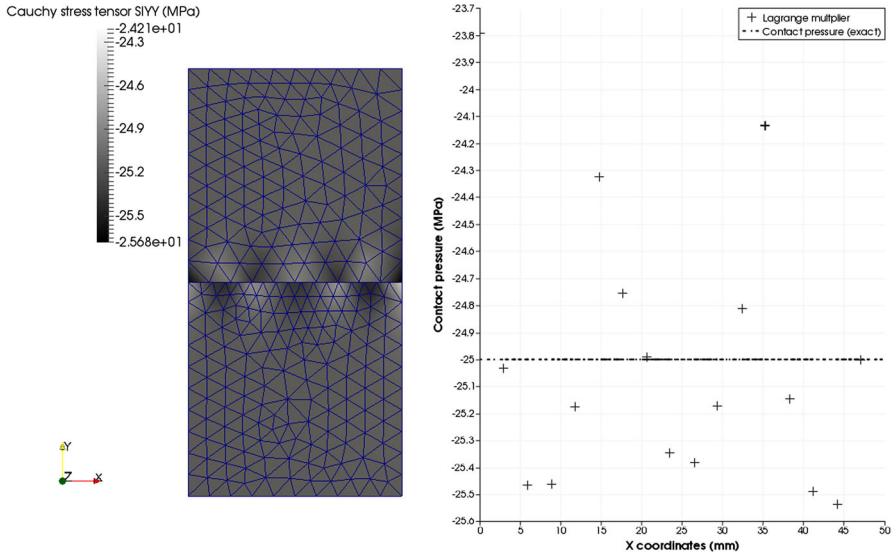 Cauchy stress tensor SIYY (MPa)
-2.421e+01
-24.3
-24.6
-24.9
-25.2
-25.5
-2.568e+01
Y
Z
X
Contact pressure (MPa)
-23.7
-23.8
-23.9
-24
-24.1
-24.2
-24.3
-24.4
-24.5
-24.6
-24.7
-24.8
-24.9
-25
-25.1
-25.2
-25.3
-25.4
-25.5
-25.0
Lagrange multplier
Contact pressure (exact)
0 5 10 15 20 25 30 35 40 45 50
X coordinates (mm)